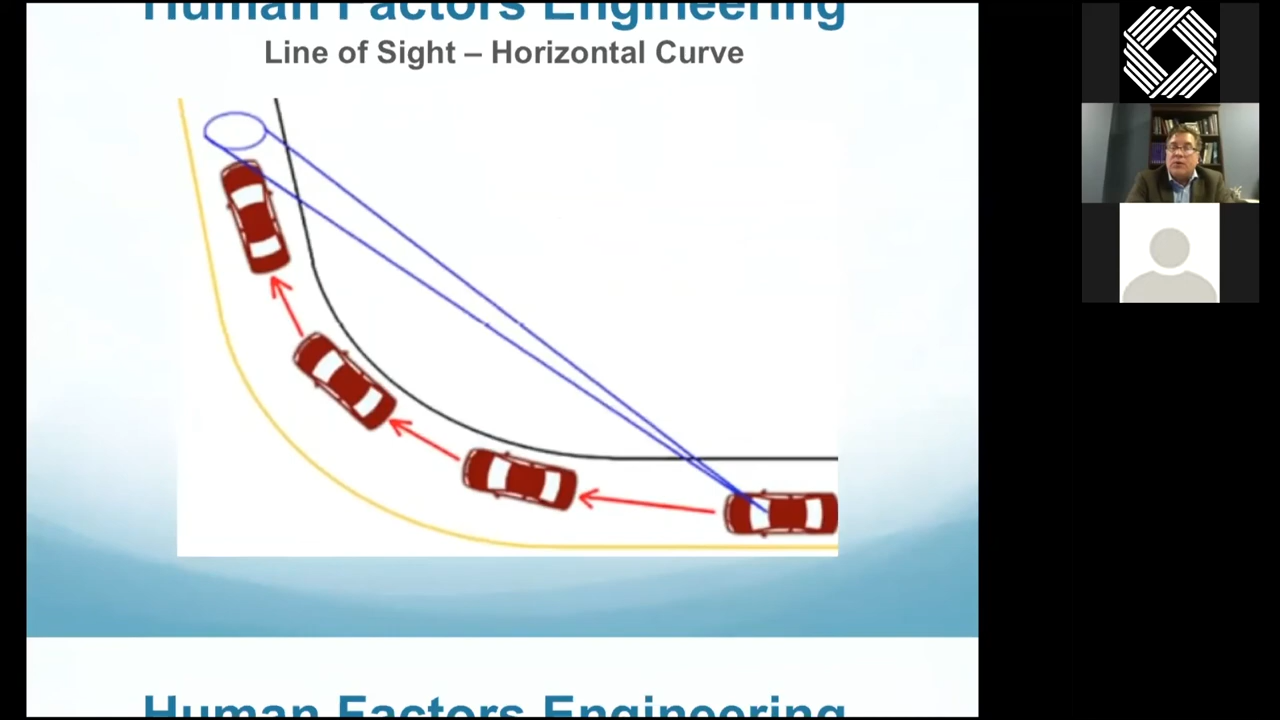 Human Factors Engineering
Line of Sight – Horizontal Curve
Human Factors Engineering